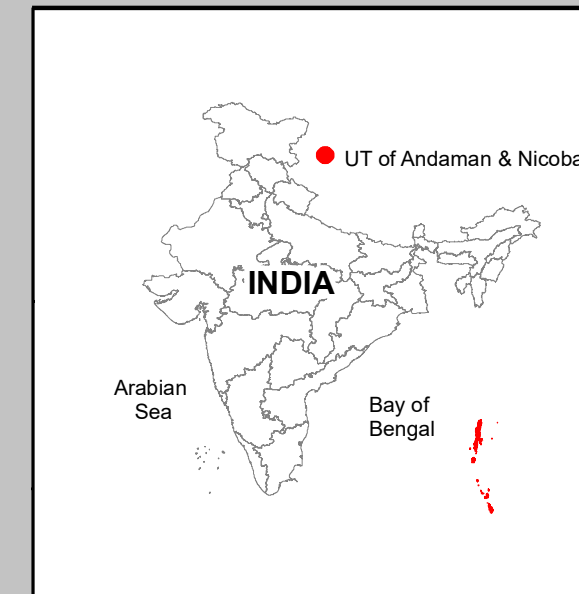 UT of Andaman & Nicoba
INDIA
Arabian
Sea
Bay of
Bengal